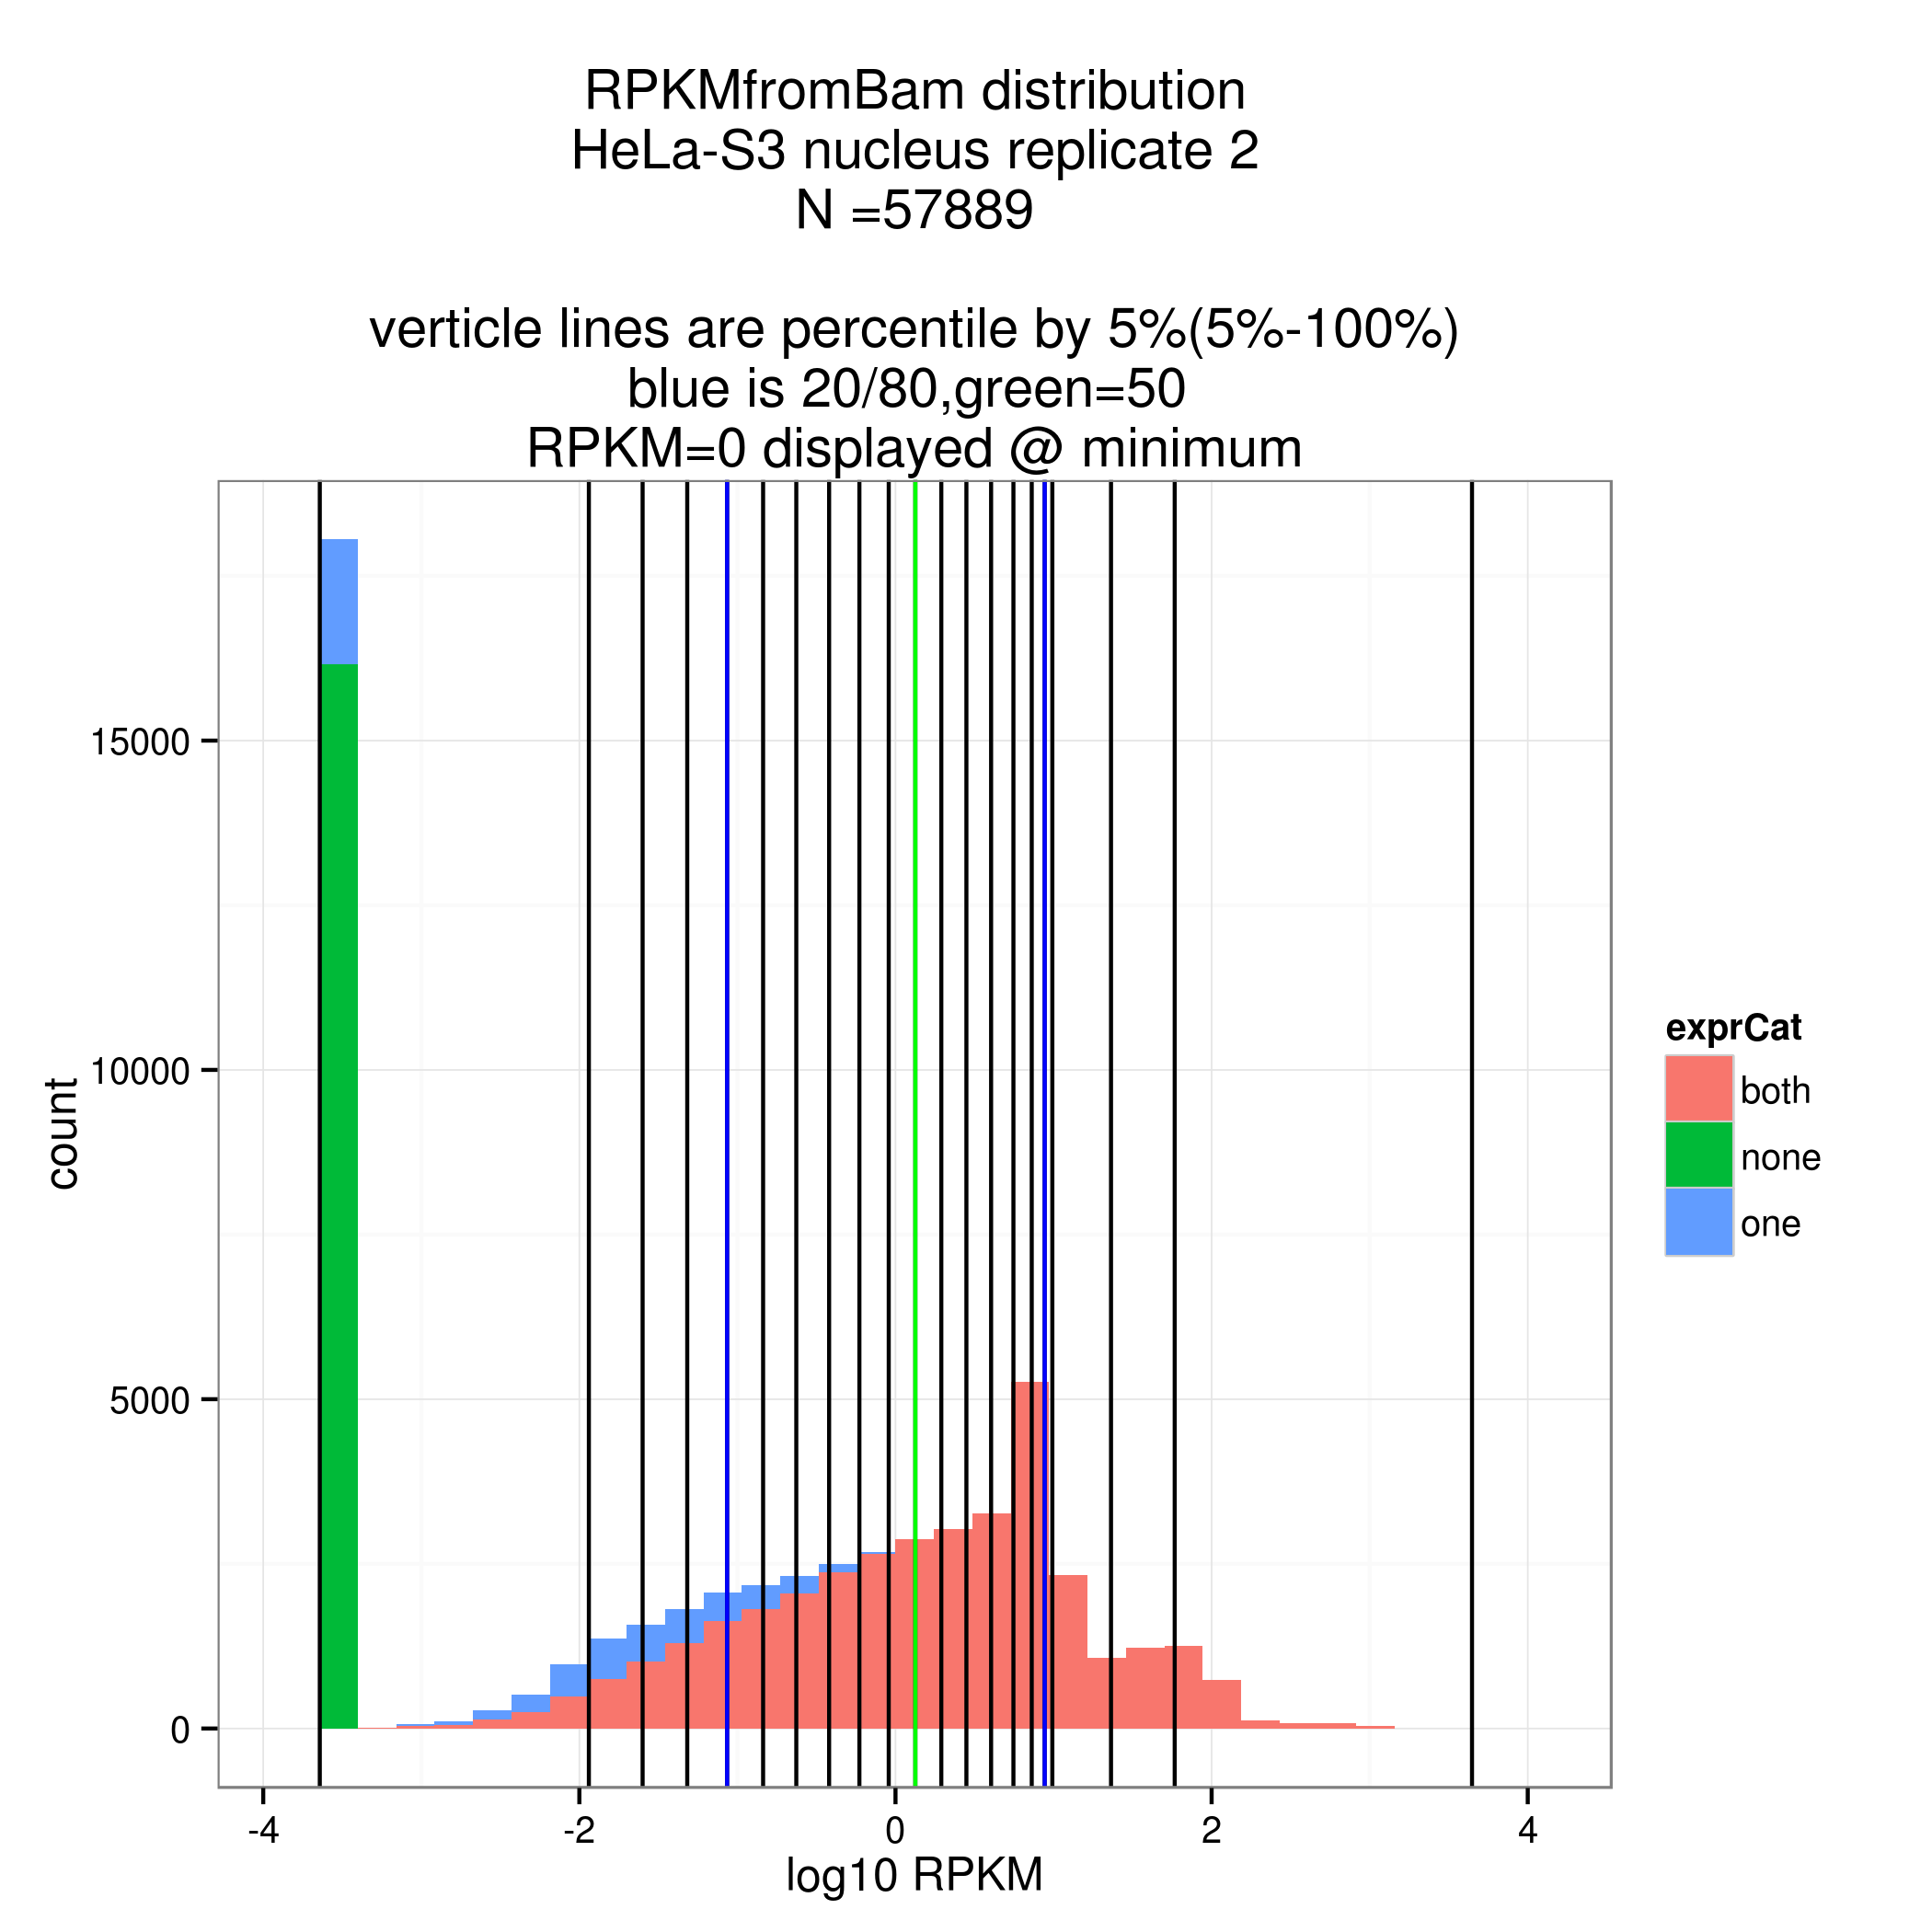 RPKMfromBam distribution
HeLa-S3 nucleus replicate 2
N =57889
verticle lines are percentile by 5%(5%-100%)
blue is 20/80,green=50
RPKM=0 displayed @ minimum
15000
10000
5000
0
count
-4
-2
0
2
4
log10 RPKM
exprCat
both
none
one